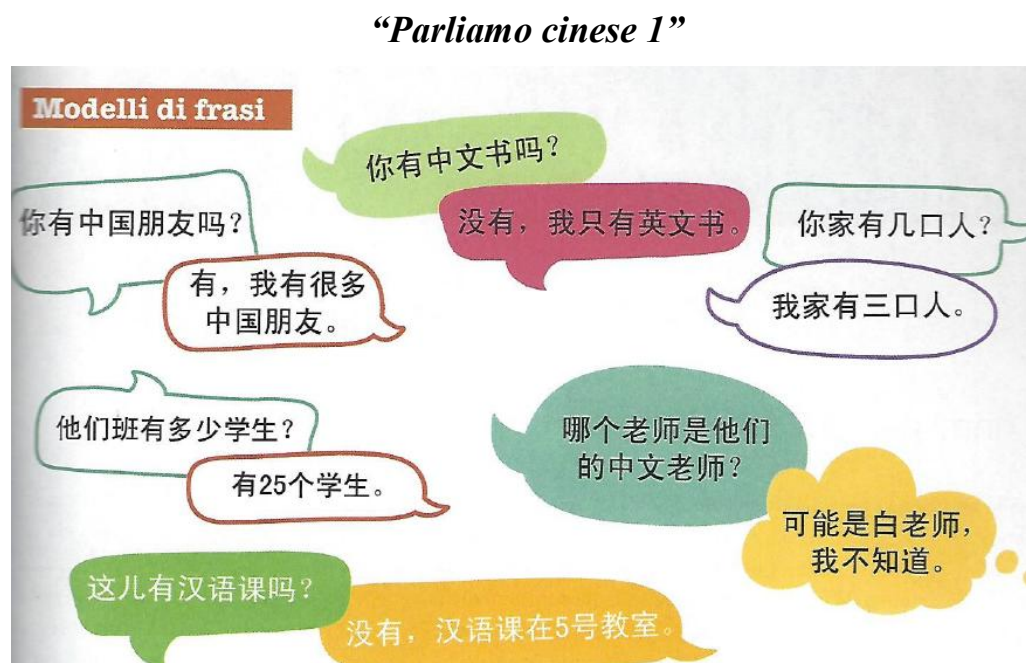 “Parliamo cinese 1”
Modelli di frasi
你有中文书吗？
没有，我只有英文书。
你有中国朋友吗？
有，我有很多
中国朋友。
你家有几口人？
我家有三口人。
他们班有多少学生？
有25个学生。
哪个老师是他们
的中文老师？
可能是白老师，
我不知道。
这儿有汉语课吗？
没有，汉语课在5号教室。